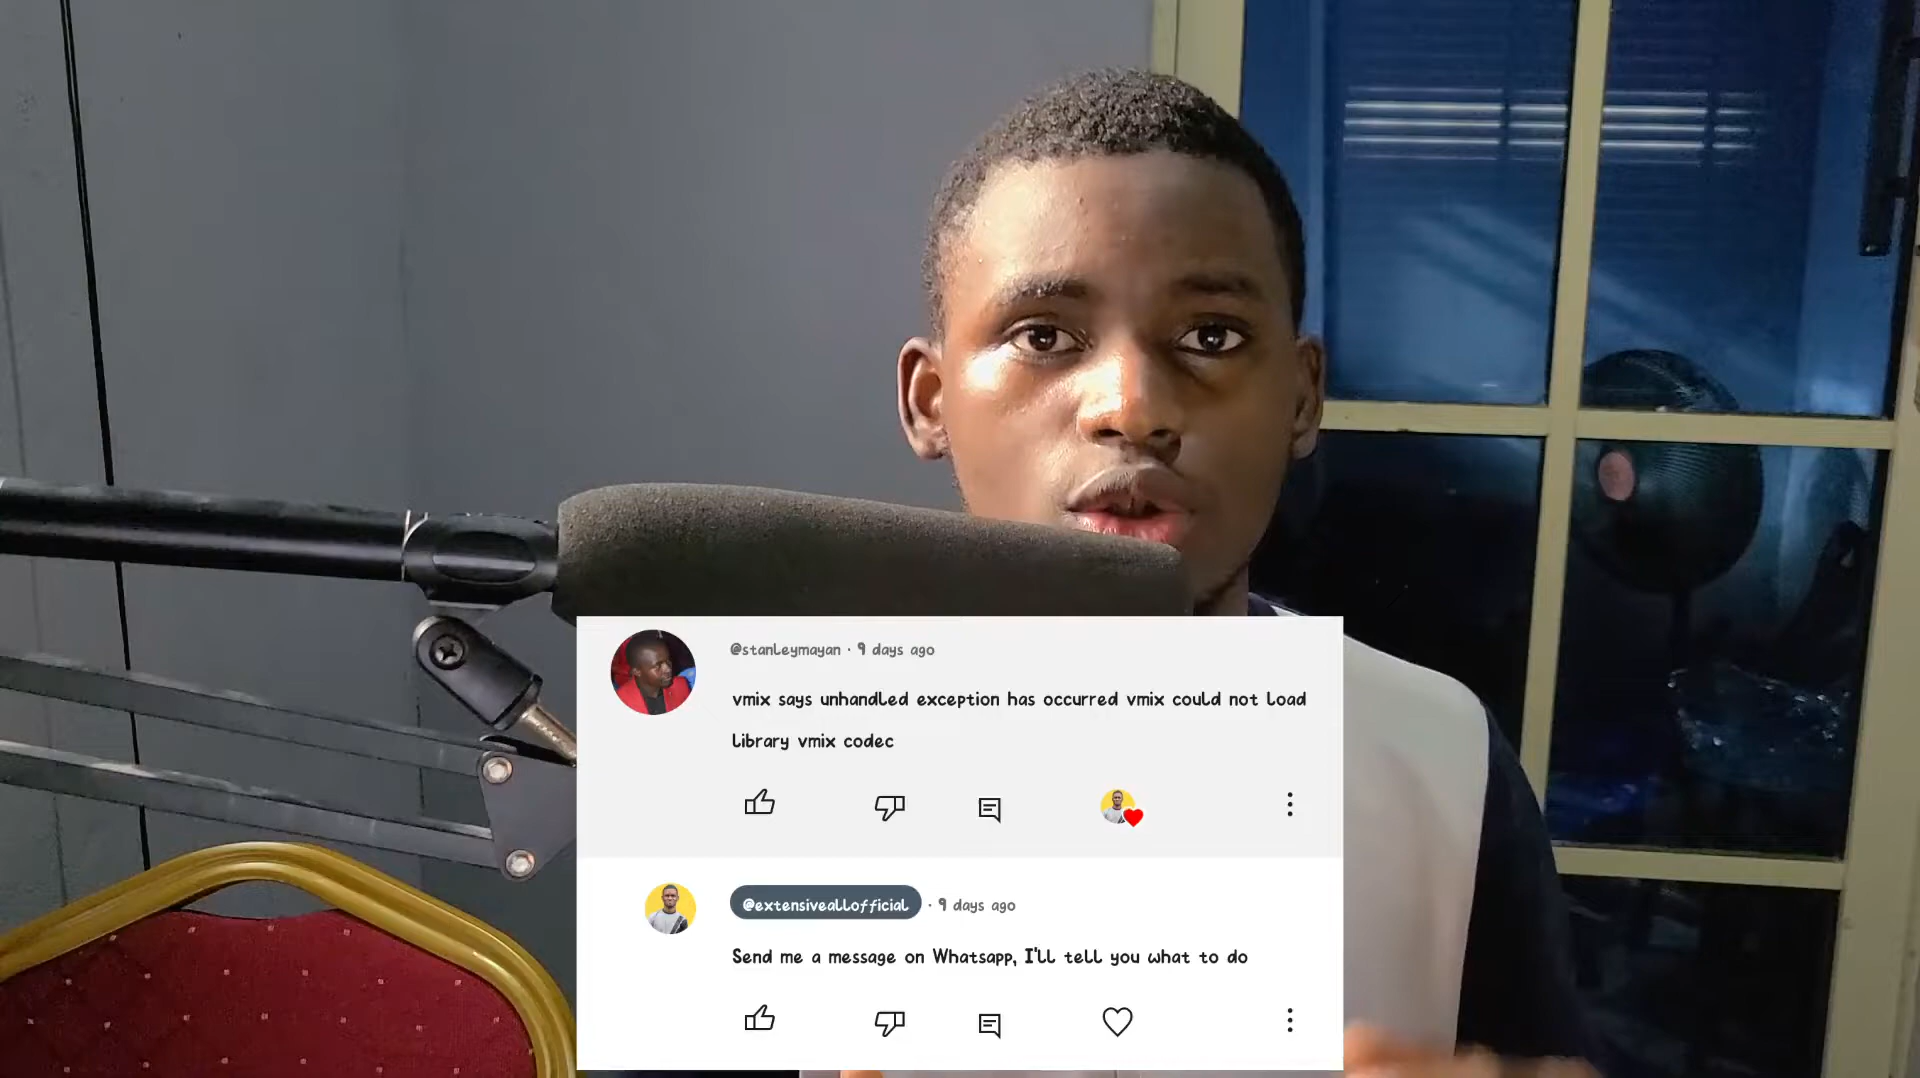 @stanleymayan · 9 days ago
vmix says unhandled exception has occurred vmix could not load
library vmix codec
@extensiveallofficial · 9 days ago
Send me a message on Whatsapp, I'll tell you what to do